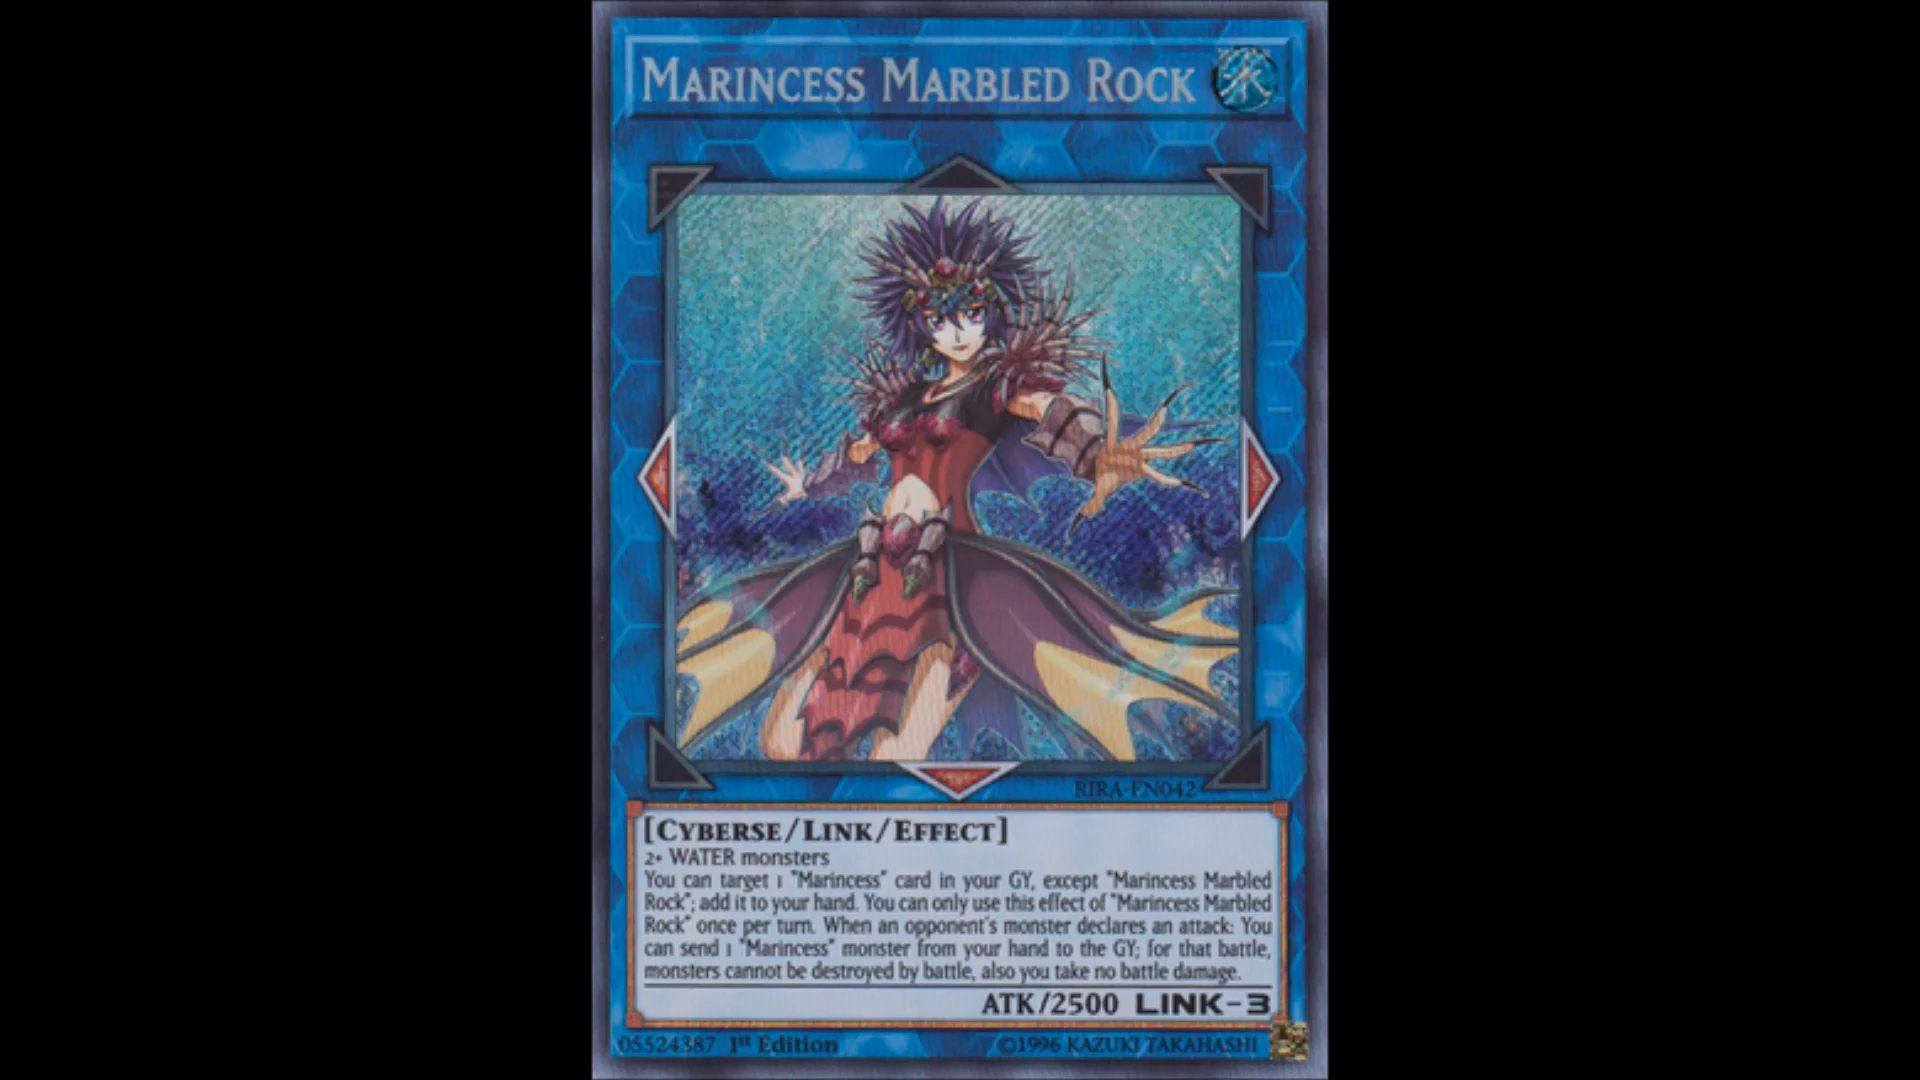 MARINCESS MARBLED ROCK
水
RIRA-EN042
[CYBERSE/LINK/EFFECT]
2+ WATER monsters
You can target 1 "Marincess" card in your GY, except "Marincess Marbled
Rock"; add it to your hand. You can only use this effect of "Marincess Marbled
Rock" once per turn. When an opponent's monster declares an attack: You
can send 1 "Marincess" monster from your hand to the GY; for that battle,
monsters cannot be destroyed by battle, also you take no battle damage.
ATK/2500 LINK-3
05524387 1st Edition ©1996 KAZUKI TAKAHASHI